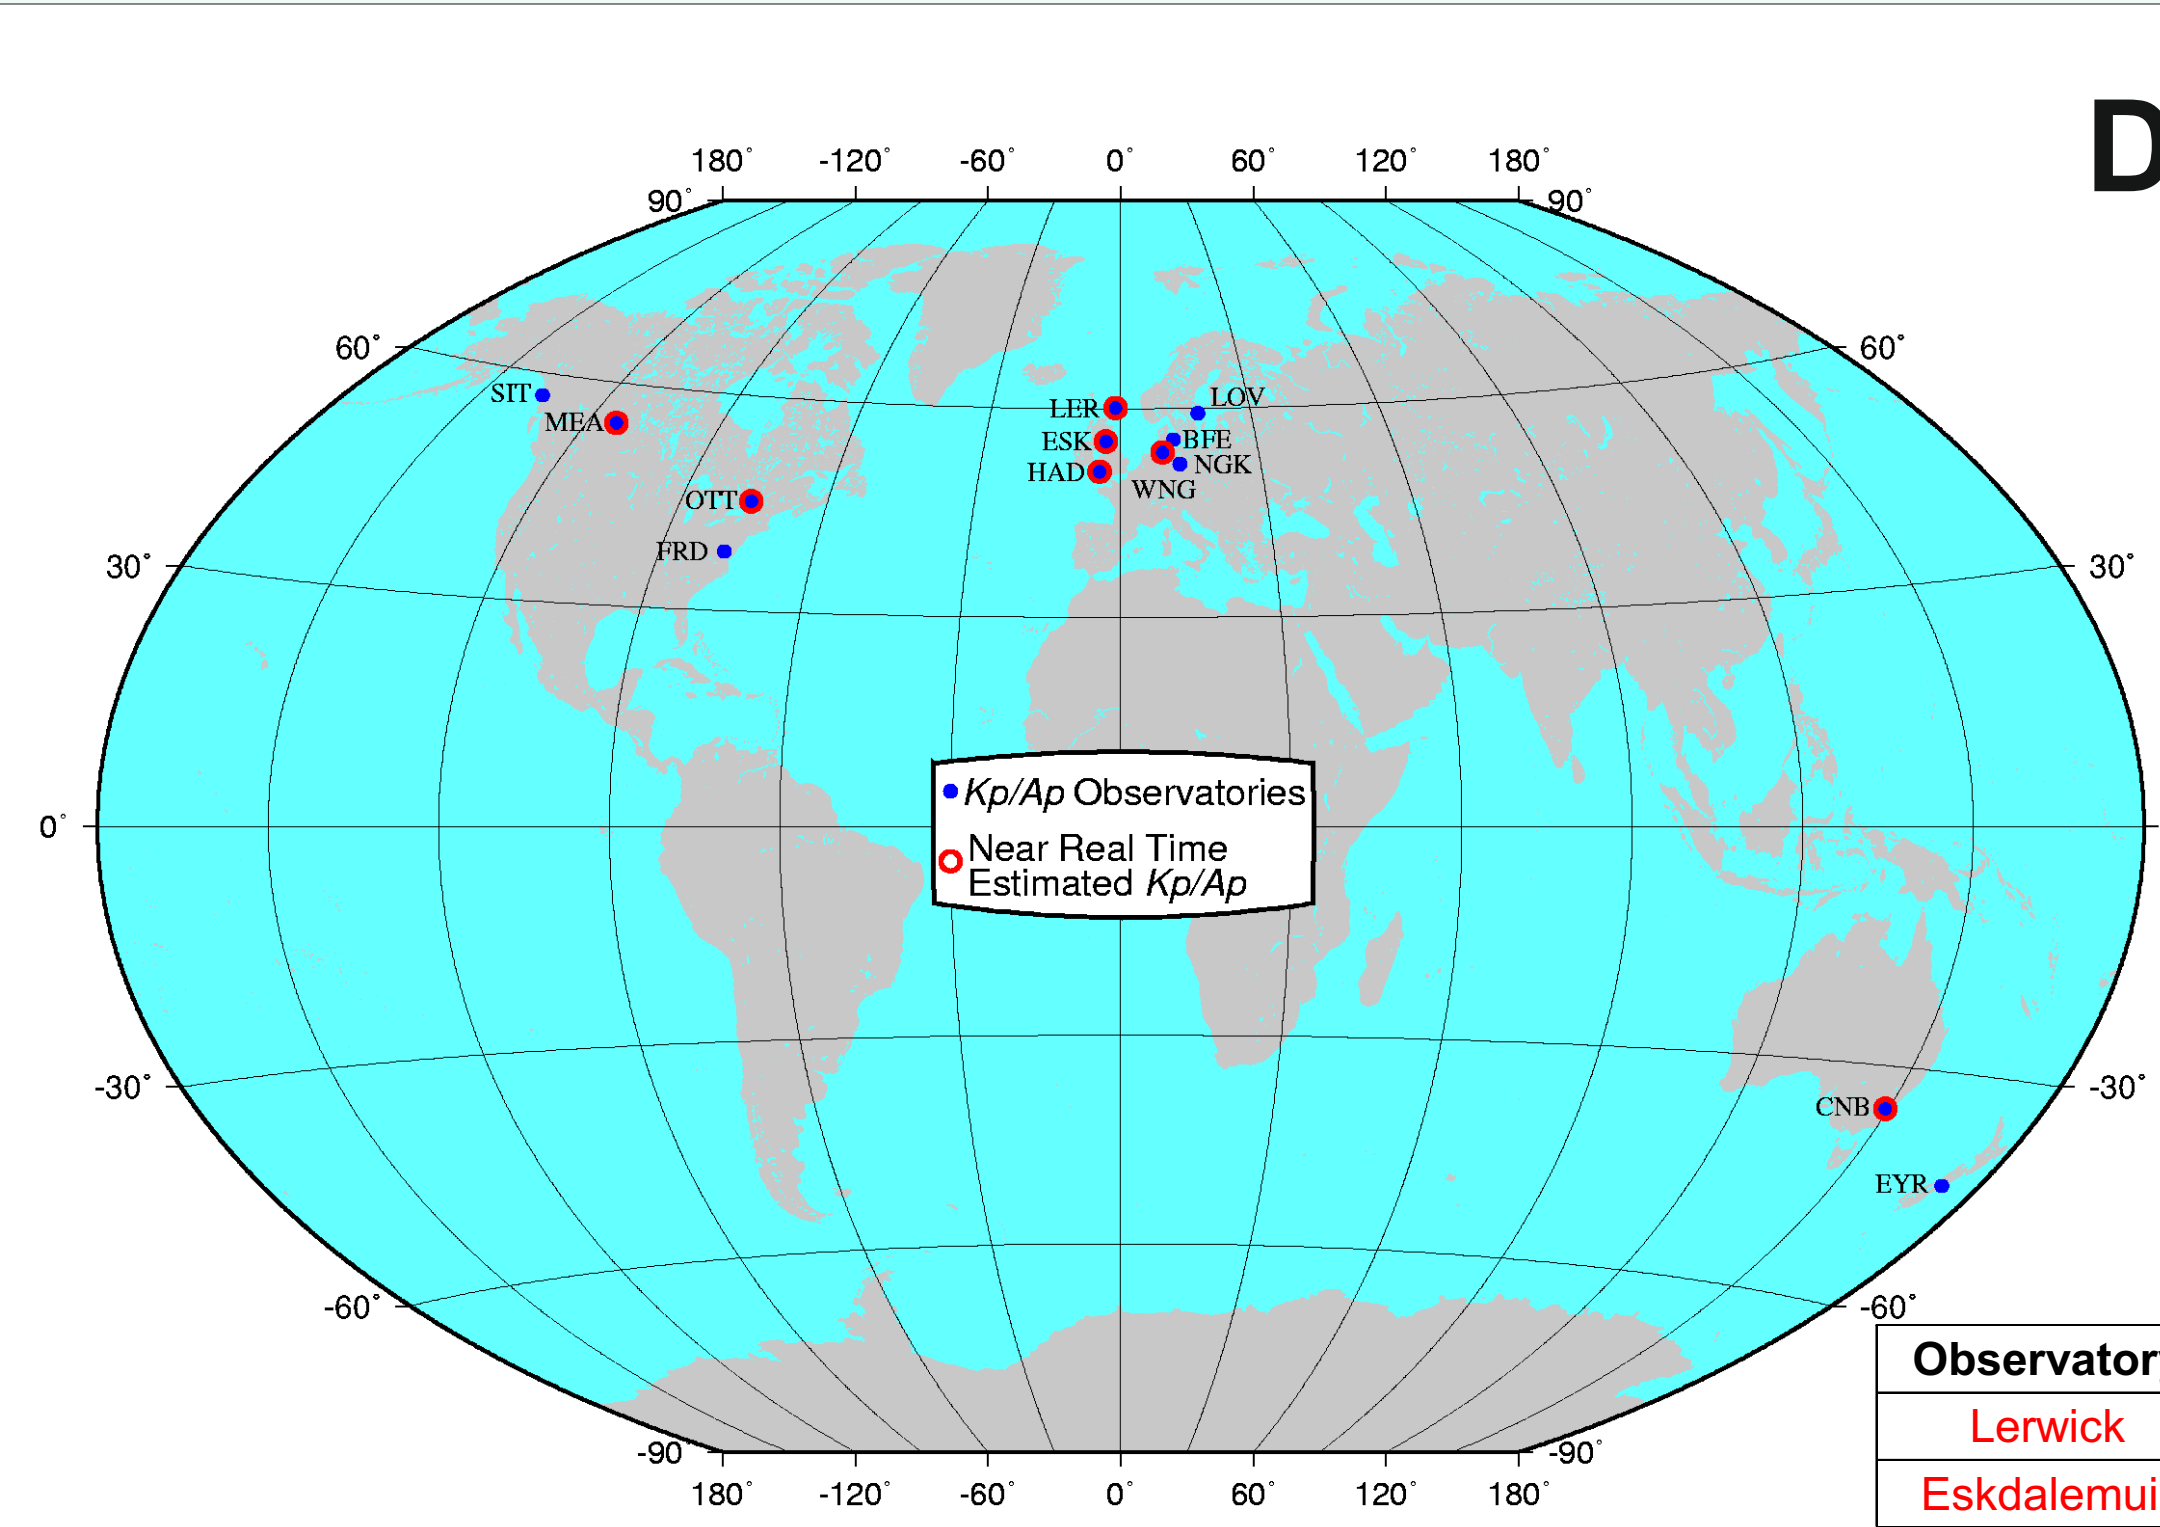 D
180° -120° -60° 0° 60° 120° 180°
90° 90°
60° 60°
SIT
MEA
LER
LOV
ESK
BFE
HAD
NGK
WNG
OTT
FRD
30° 30°
Kp/Ap Observatories
0°
Near Real Time
Estimated Kp/Ap
-30° -30°
CNB
EYR
-60° -60°
Observatory
Lerwick
-90° -90°
180° -120° -60° 0° 60° 120° 180°
Eskdalemui